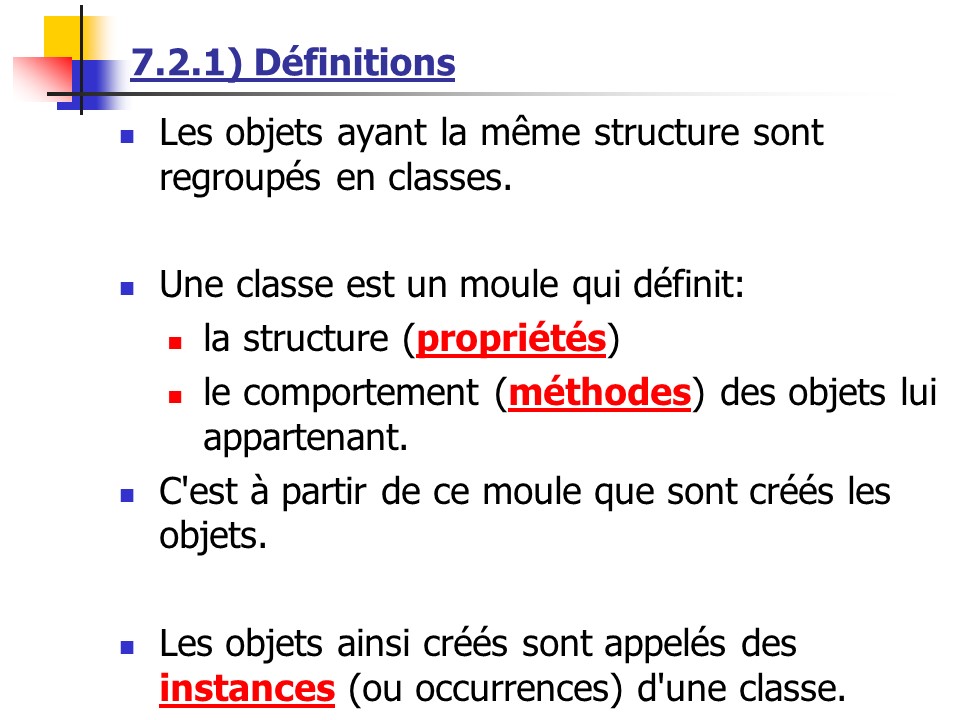 7.2.1) Définitions
Les objets ayant la même structure sont
regroupés en classes.
Une classe est un moule qui définit:
la structure (propriétés)
le comportement (méthodes) des objets lui
appartenant.
C'est à partir de ce moule que sont créés les
objets.
Les objets ainsi créés sont appelés des
instances (ou occurrences) d'une classe.